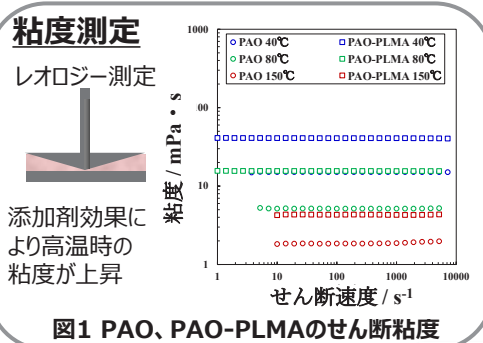 粘度測定
レオロジー測定
添加剤効果に
より高温時の
粘度が上昇
粘度 / mPa・s
1000
00
10
1
PAO 40℃
PAO-PLMA 40℃
PAO 80℃
PAO-PLMA 80℃
PAO 150℃
PAO-PLMA 150℃
1
10
100
1000
10000
せん断速度 / s-1
図1 PAO、PAO-PLMAのせん断粘度